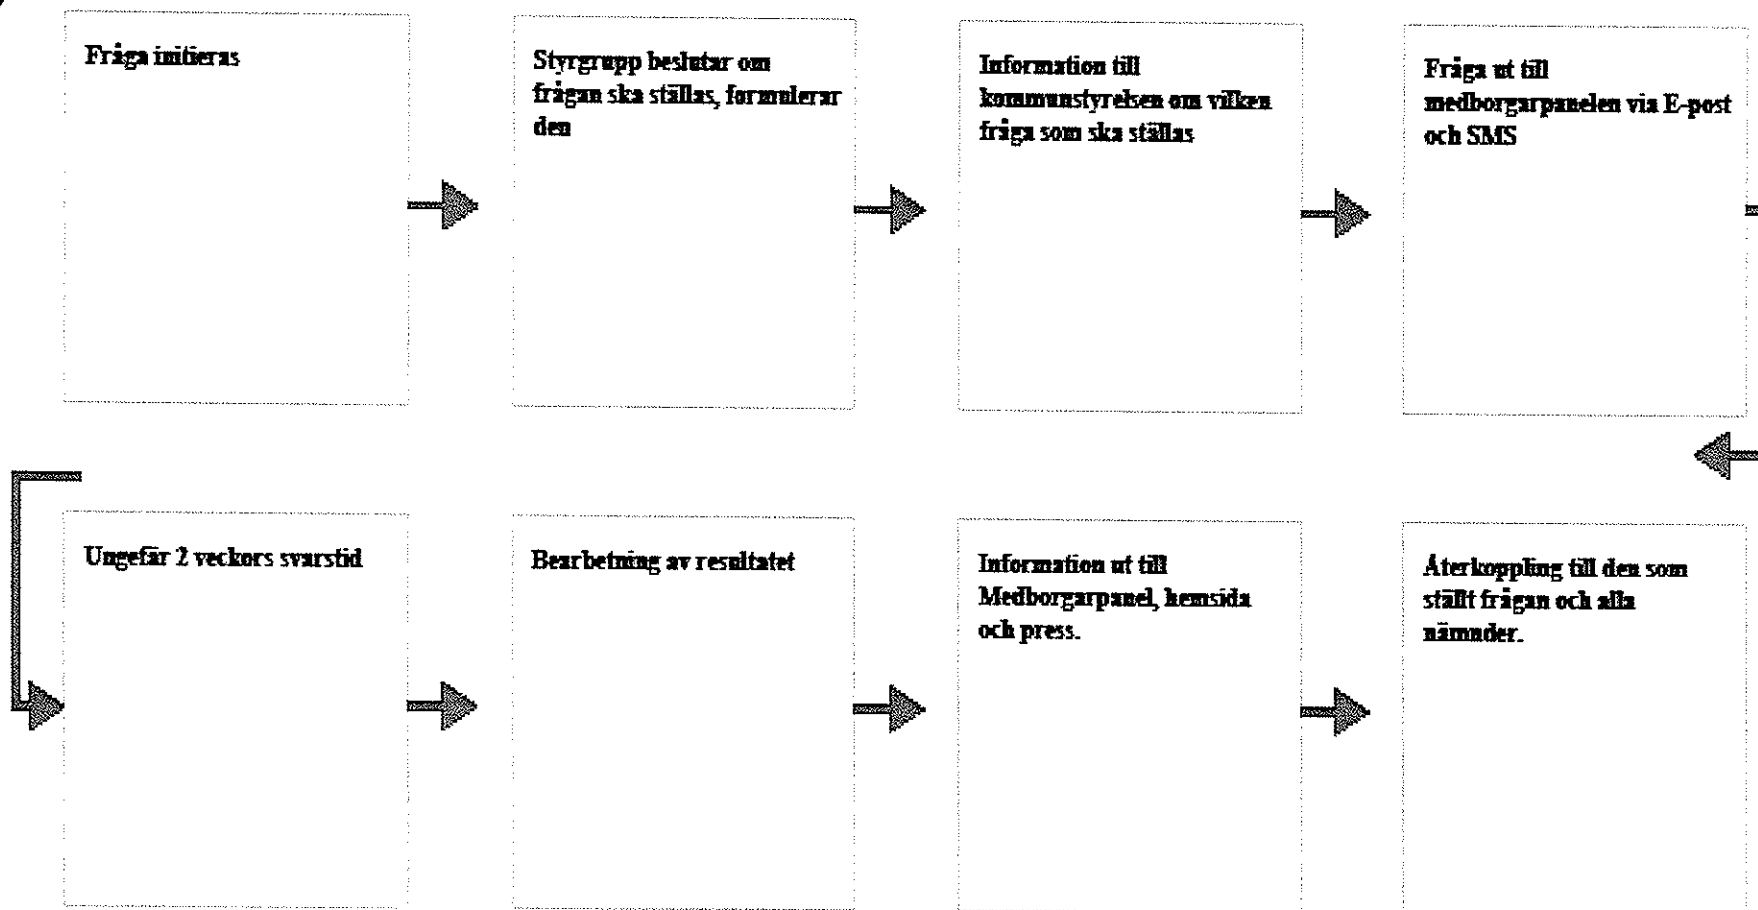 Fråga initieras
Styrgrupp beslutar om
frågan ska ställas, formulerar
den
Information till
kommunstyrelsen om vilken
fråga som ska ställas
Fråga ut till
medborgarpanelen via E-post
och SMS
Ungefär 2 veckors svarstid
Bearbetning av resultatet
Information ut till
Medborgarpanel, hemsida
och press.
Återkoppling till den som
ställt frågan och alla
nämnder.